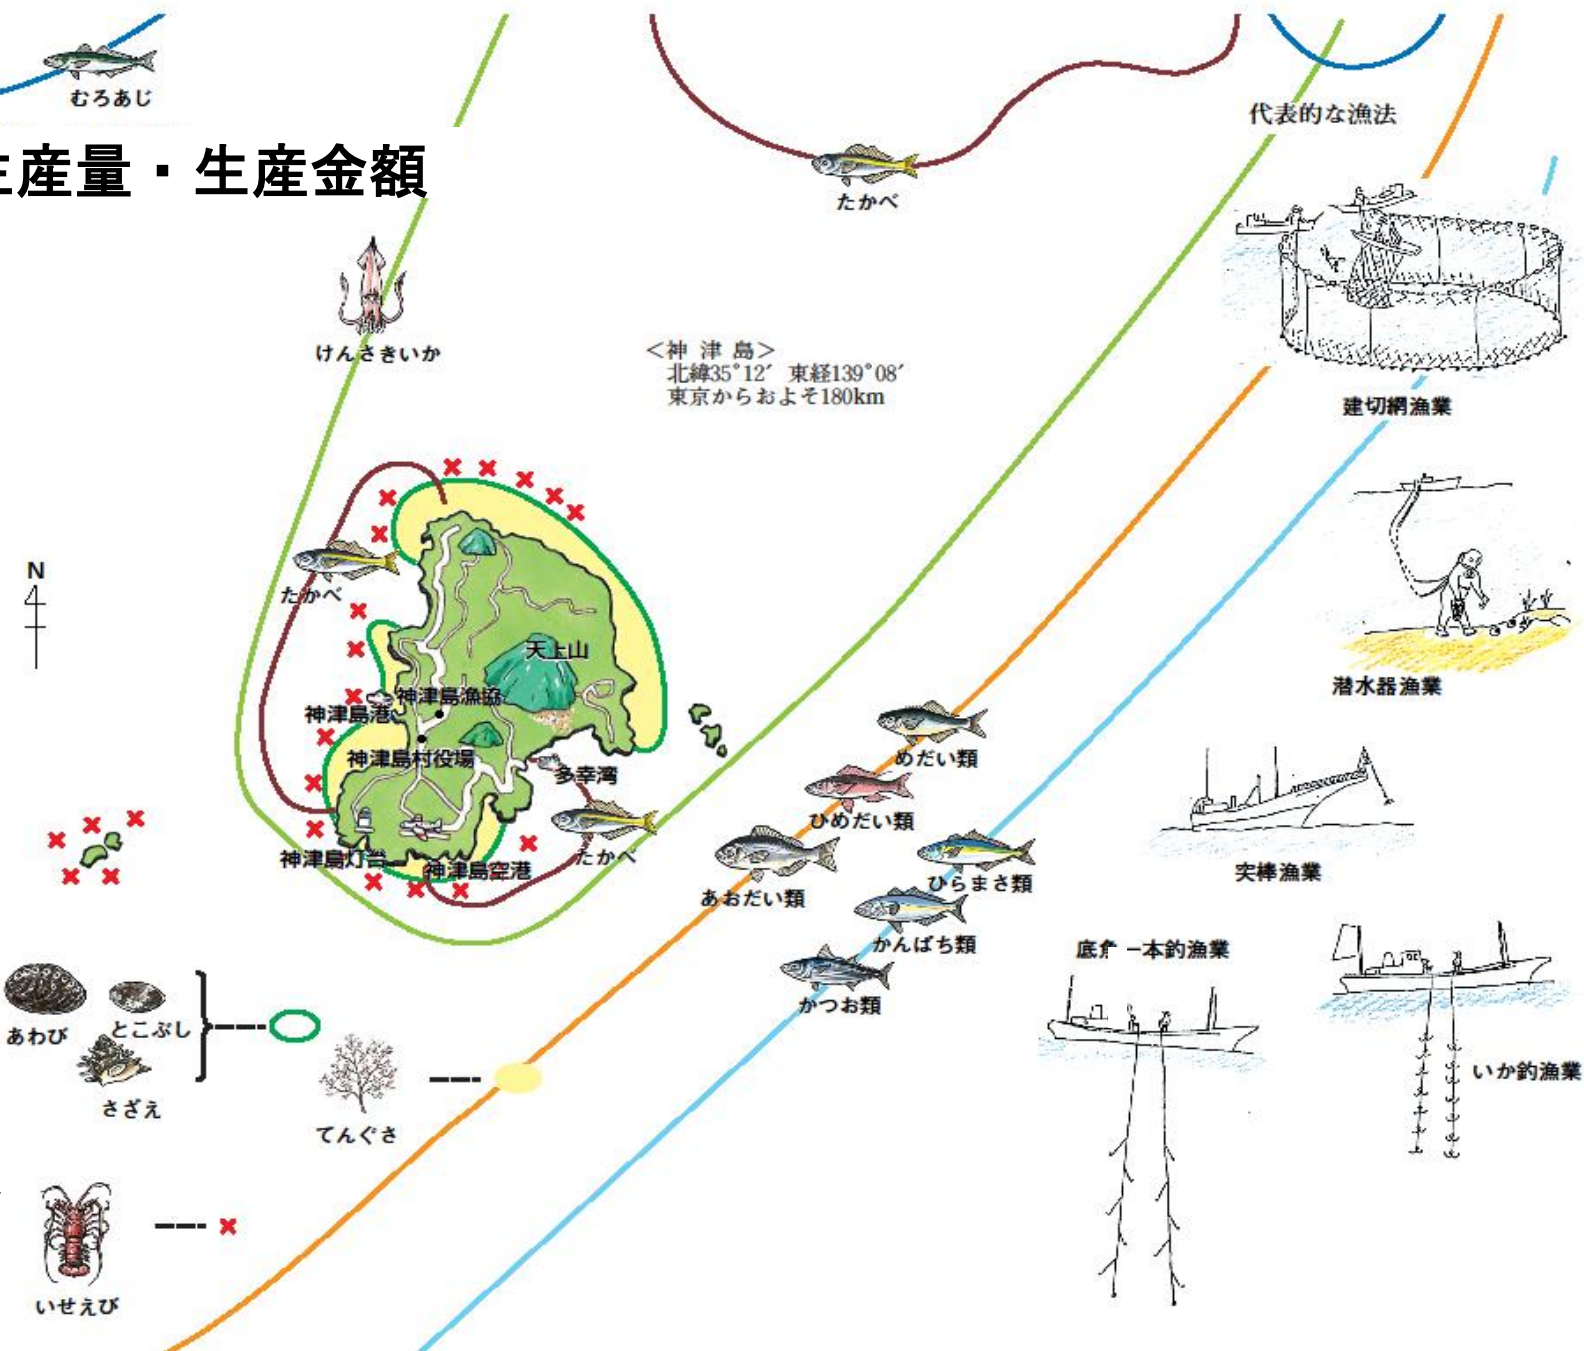 むろあじ
生産量・生産金額
たかべ
代表的な漁法
けんさきいか
＜神 津 島＞
北緯35°12′ 東経139°08′
東京からおよそ180km
建切網漁業
N
たかべ
天上山
神津島漁協
神津島港
神津島村役場
多幸湾
たかべ
神津島灯台
神津島空港
潜水器漁業
めだい類
ひめだい類
あおだい類
ひらまさ類
かんぱち類
かつお類
突棒漁業
底魚一本釣漁業
いか釣漁業
あわび
とこぶし
さざえ
てんぐさ
いせえび